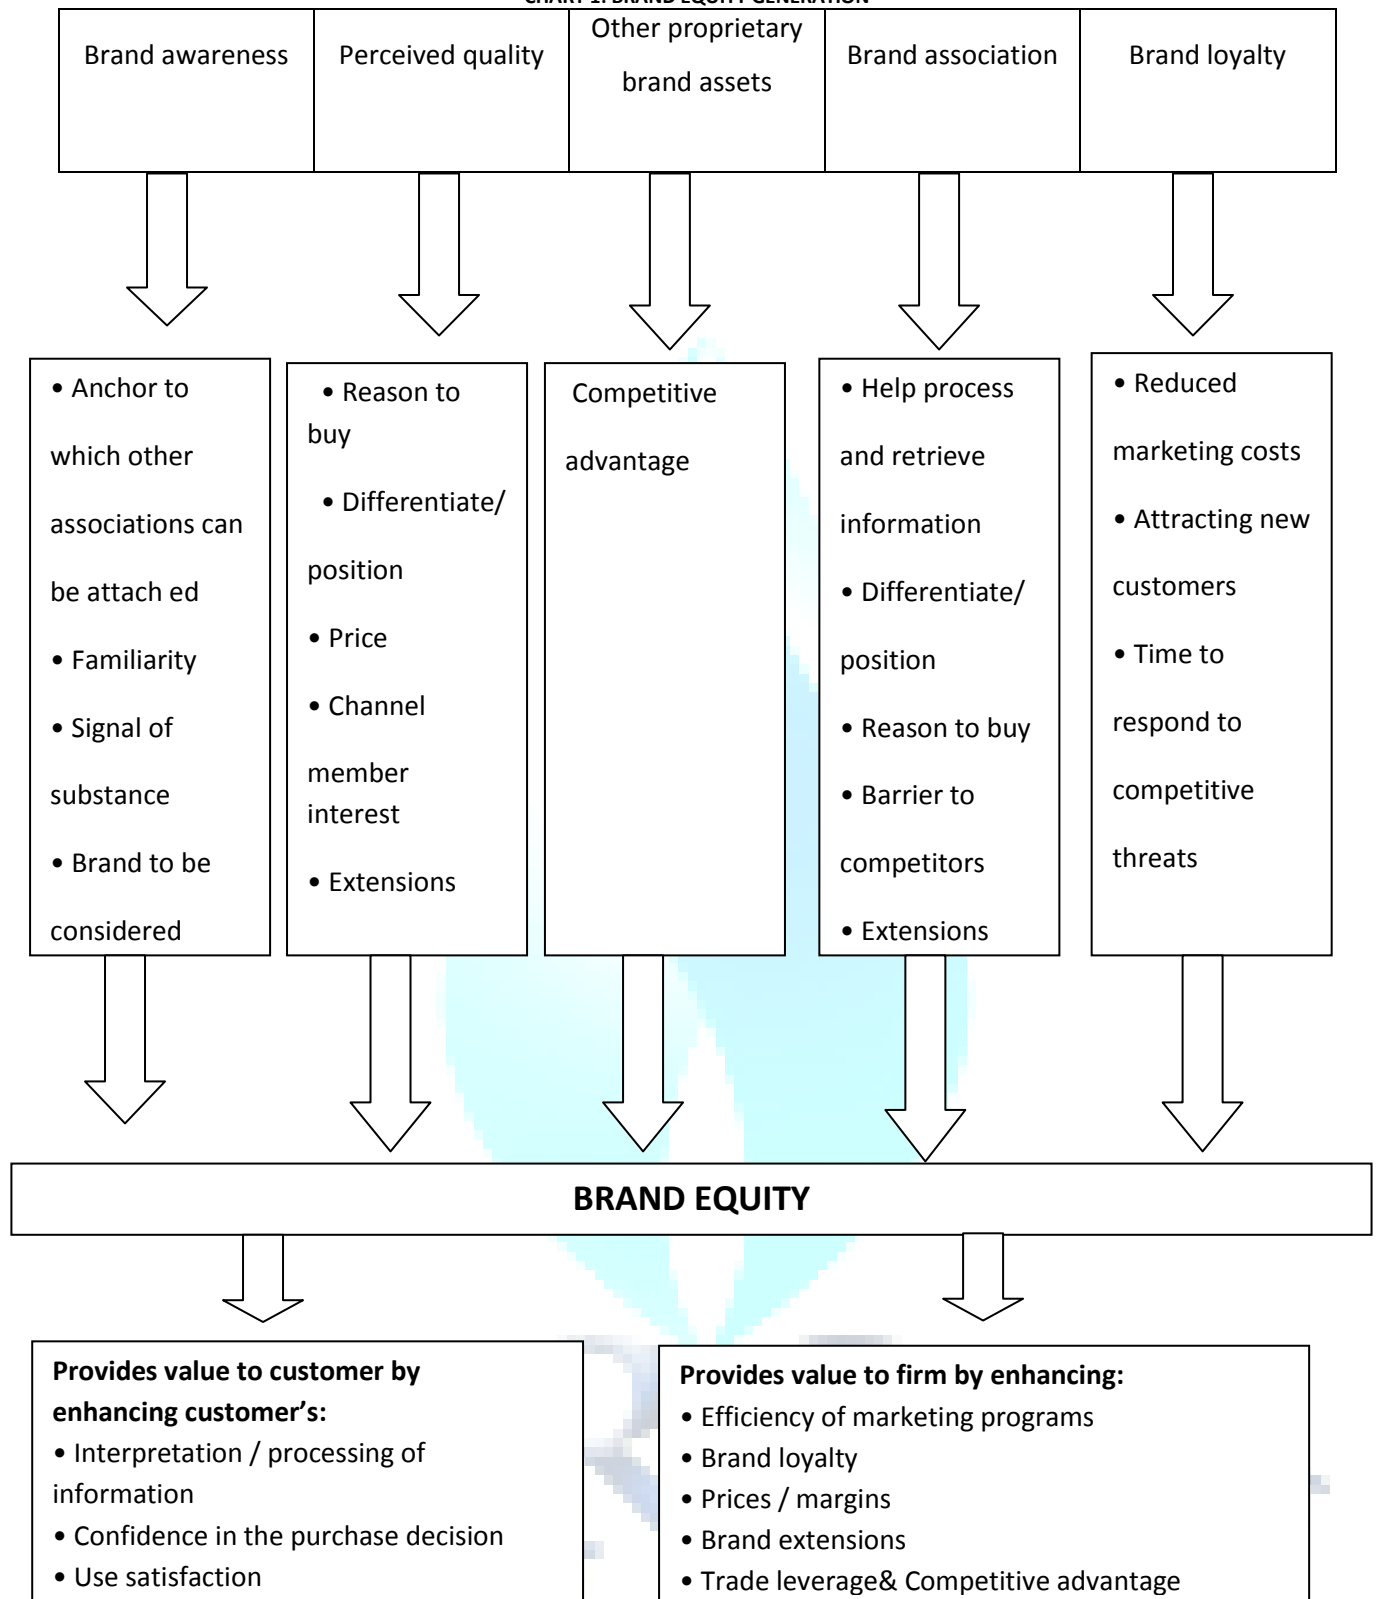 CHART 1: BRAND EQUITY GENERATION
Brand awareness
Perceived quality
Other proprietary
brand assets
Brand association
Brand loyalty
• Anchor to
which other
associations can
be attach ed
• Familiarity
• Signal of
substance
• Brand to be
considered
• Reason to
buy
• Differentiate/
position
• Price
• Channel
member
interest
• Extensions
Competitive
advantage
• Help process
and retrieve
information
• Differentiate/
position
• Reason to buy
• Barrier to
competitors
• Extensions
• Reduced
marketing costs
• Attracting new
customers
• Time to
respond to
competitive
threats
BRAND EQUITY
Provides value to customer by
enhancing customer’s:
• Interpretation / processing of
information
• Confidence in the purchase decision
• Use satisfaction
Provides value to firm by enhancing:
• Efficiency of marketing programs
• Brand loyalty
• Prices / margins
• Brand extensions
• Trade leverage& Competitive advantage